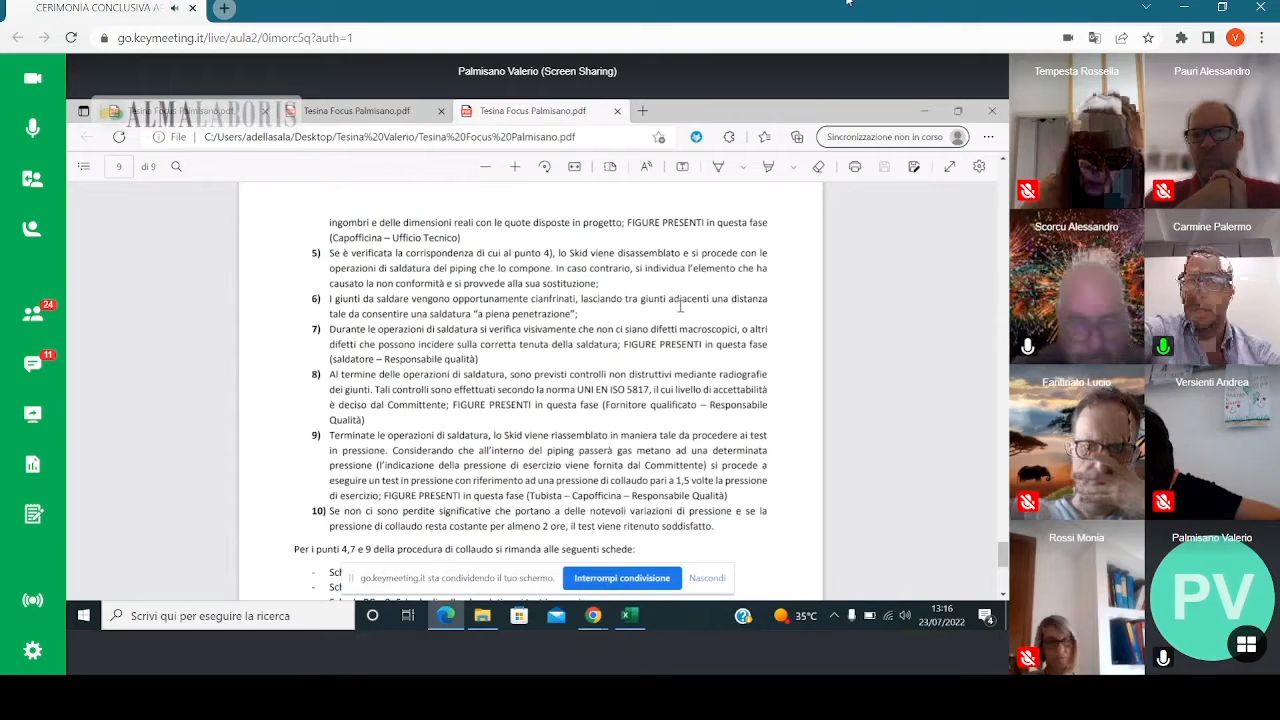 CERIMONIA CONCLUSIVA A
go.keymeeting.it/live/aula2/0imorc5q?auth=1
V
Palmisano Valerio (Screen Sharing)
Tesina Focus Palmisano.pdf
Tesina Focus Palmisano.pdf
Tesina Focus Palmisano.pdf
ALMALABORIS
File
C:/Users/adellasala/Desktop/Tesina%20Valerio/Tesina%20Focus%20Palmisano.pdf
Sincronizzazione non in corso
9
di 9
ingombri e delle dimensioni reali con le quote disposte in progetto; FIGURE PRESENTI in questa fase
(Capofficina – Ufficio Tecnico)
5) Se è verificata la corrispondenza di cui al punto 4), lo Skid viene disassemblato e si procede con le
operazioni di saldatura del piping che lo compone. In caso contrario, si individua l'elemento che ha
causato la non conformità e si provvede alla sua sostituzione;
6) I giunti da saldare vengono opportunamente cianfrinati, lasciando tra giunti adiacenti una distanza
tale da consentire una saldatura "a piena penetrazione";
7) Durante le operazioni di saldatura si verifica visivamente che non ci siano difetti macroscopici, o altri
difetti che possono incidere sulla corretta tenuta della saldatura; FIGURE PRESENTI in questa fase
(saldatore – Responsabile qualità)
8) Al termine delle operazioni di saldatura, sono previsti controlli non distruttivi mediante radiografie
dei giunti. Tali controlli sono effettuati secondo la norma UNI EN ISO 5817, il cui livello di accettabilità
è deciso dal Committente; FIGURE PRESENTI in questa fase (Fornitore qualificato – Responsabile
Qualità)
9) Terminate le operazioni di saldatura, lo Skid viene riassemblato in maniera tale da procedere ai test
in pressione. Considerando che all'interno del piping passerà gas metano ad una determinata
pressione (l'indicazione della pressione di esercizio viene fornita dal Committente) si procede a
eseguire un test in pressione con riferimento ad una pressione di collaudo pari a 1,5 volte la pressione
di esercizio; FIGURE PRESENTI in questa fase (Tubista – Capofficina – Responsabile Qualità)
10) Se non ci sono perdite significative che portano a delle notevoli variazioni di pressione e se la
pressione di collaudo resta costante per almeno 2 ore, il test viene ritenuto soddisfatto.
Per i punti 4,7 e 9 della procedura di collaudo si rimanda alle seguenti schede:
- Sch
- Sch
go.keymeeting.it sta condividendo il tuo schermo.
Interrompi condivisione
Nascondi
Scrivi qui per eseguire la ricerca
35°C
13:16
23/07/2022
4
24
11
Tempesta Rossella
Pauri Alessandro
Scorcu Alessandro
Carmine Palermo
Fantinato Lucio
Versienti Andrea
Rossi Monia
Palmisano Valerio
PV